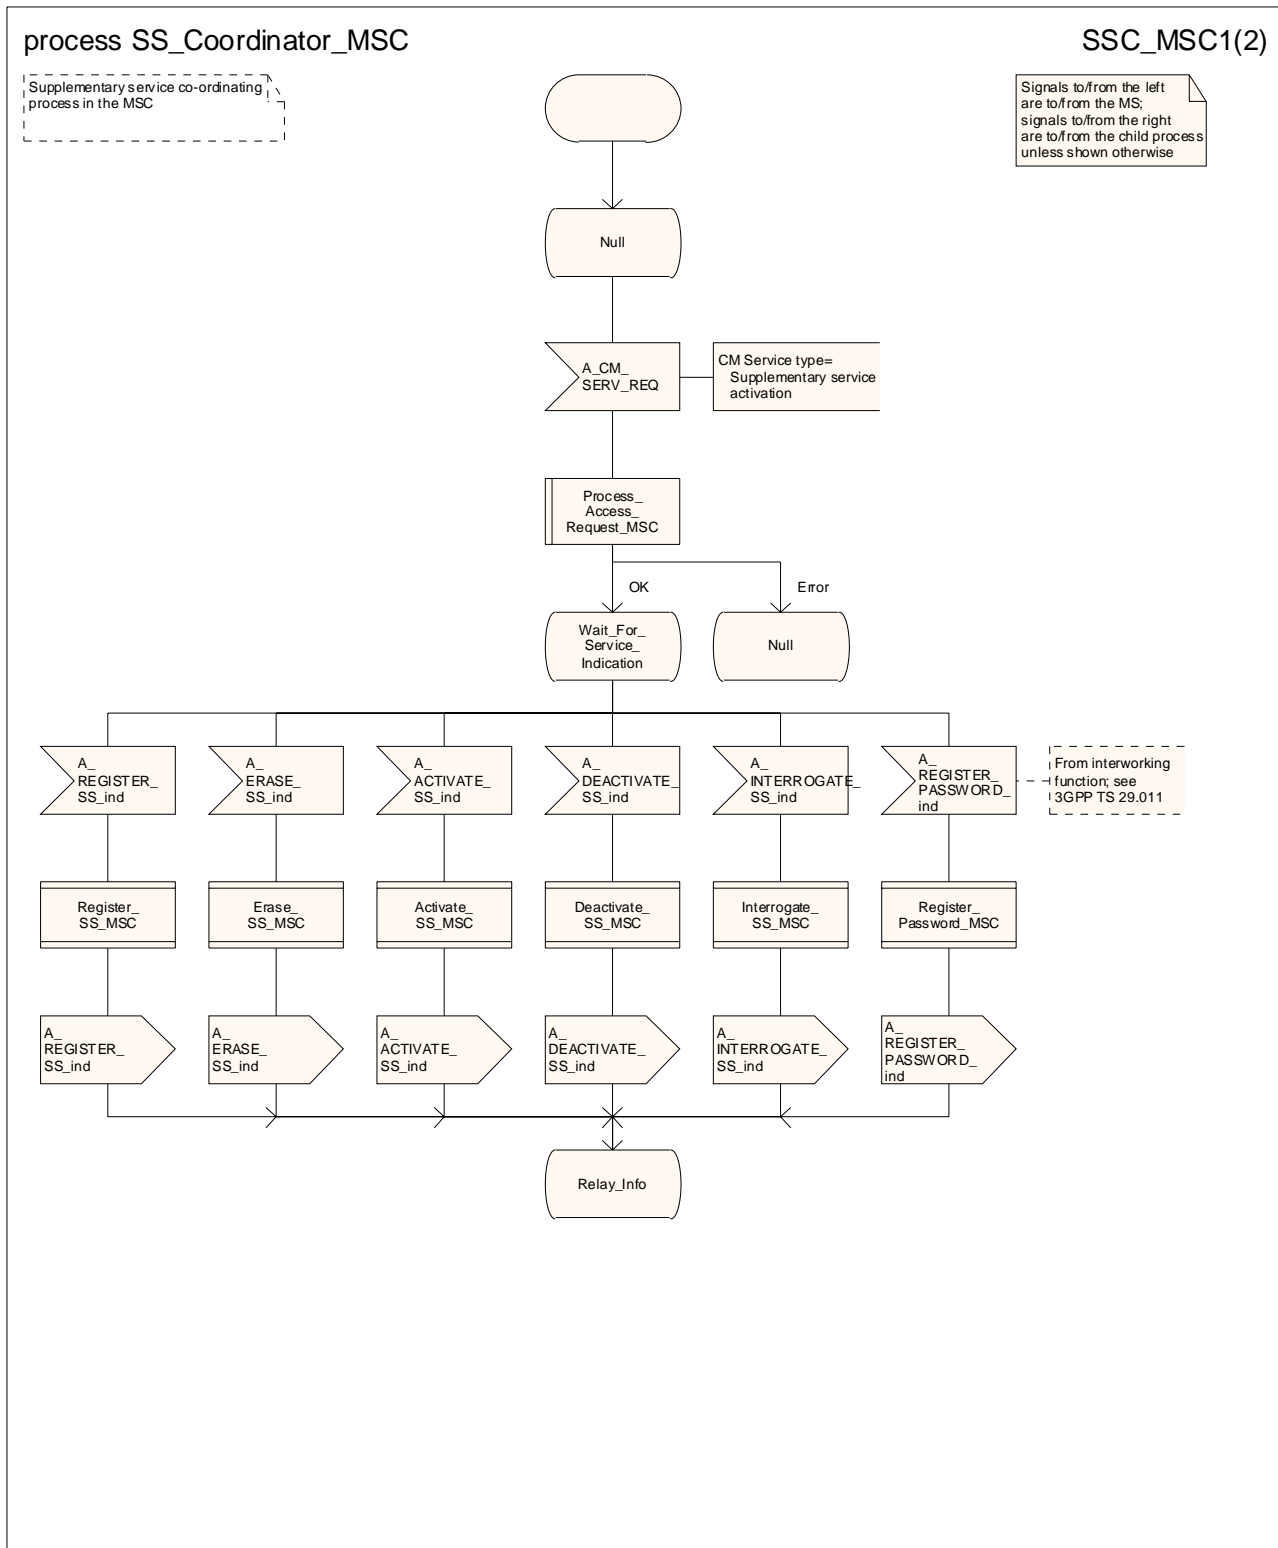 process SS_Coordinator_MSC
SSC_MSC1(2)
Supplementary service co-ordinating
process in the MSC
Signals to/from the left
are to/from the MS;
signals to/from the right
are to/from the child process
unless shown otherwise
Null
A_CM_
SERV_REQ
CM Service type=
Supplementary service
activation
Process_
Access_
Request_MSC
OK
Error
Wait_For_
Service_
Indication
Null
A_
REGISTER_
SS_ind
A_
ERASE_
SS_ind
A_
ACTIVATE_
SS_ind
A_
DEACTIVATE_
SS_ind
A_
INTERROGATE_
SS_ind
A_
REGISTER_
PASSWORD_
ind
From interworking
function; see
3GPP TS 29.011
Register_
SS_MSC
Erase_
SS_MSC
Activate_
SS_MSC
Deactivate_
SS_MSC
Interrogate_
SS_MSC
Register_
Password_MSC
A_
REGISTER_
SS_ind
A_
ERASE_
SS_ind
A_
ACTIVATE_
SS_ind
A_
DEACTIVATE_
SS_ind
A_
INTERROGATE_
SS_ind
A_
REGISTER_
PASSWORD_
ind
Relay_Info